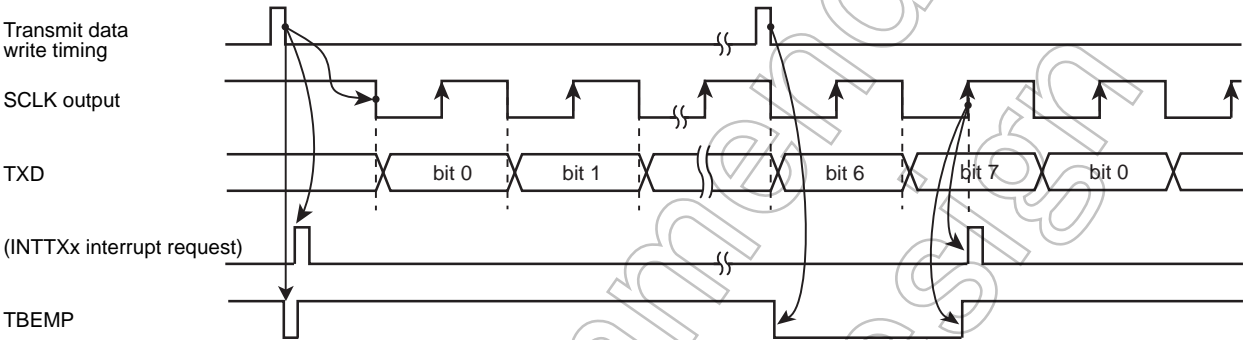 Transmit data
write timing
SCLK output
TXD
bit 0
bit 1
bit 6
bit 7
bit 0
(INTTXx interrupt request)
TBEMP